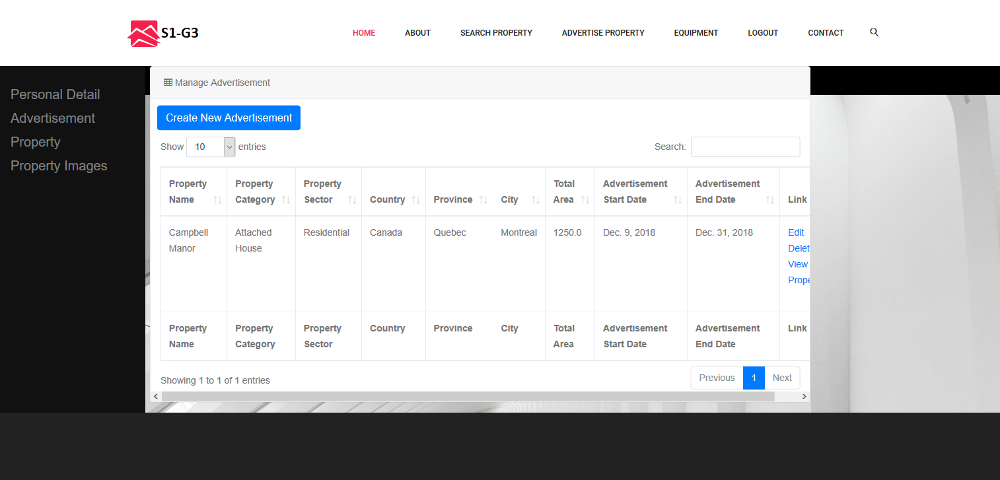 S1-G3
HOME ABOUT SEARCH PROPERTY ADVERTISE PROPERTY EQUIPMENT LOGOUT CONTACT
Personal Detail
Advertisement
Property
Property Images
Manage Advertisement
Create New Advertisement
Show 10 entries Search:
Property Name Property Category Property Sector Country Province City Total Area Advertisement Start Date Advertisement End Date Link
Campbell Manor Attached House Residential Canada Quebec Montreal 1250.0 Dec. 9, 2018 Dec. 31, 2018 Edit
Delet
View
Prope
Property Name Property Category Property Sector Country Province City Total Area Advertisement Start Date Advertisement End Date Link
Showing 1 to 1 of 1 entries Previous 1 Next